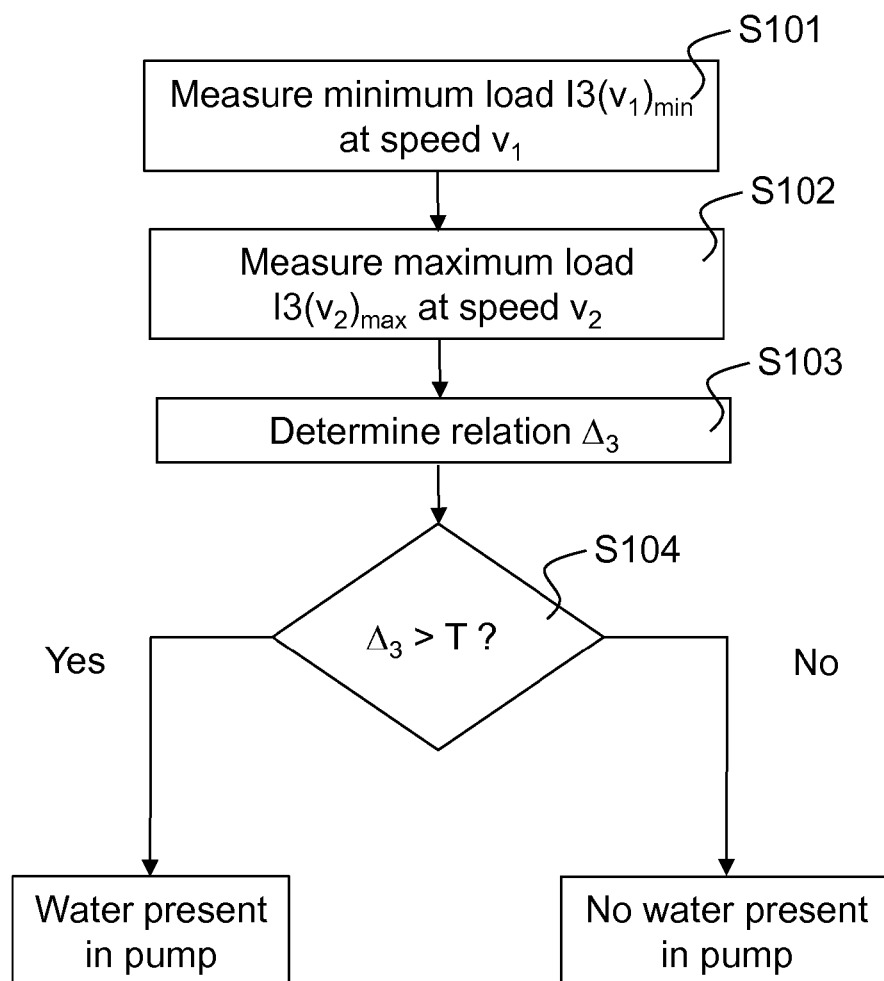 S101
Measure minimum load I3(v₁)ₘᵢₙ
at speed v₁
S102
Measure maximum load
I3(v₂)ₘₐₓ at speed v₂
S103
Determine relation Δ₃
S104
Δ₃ > T ?
Yes
No
Water present
in pump
No water present
in pump